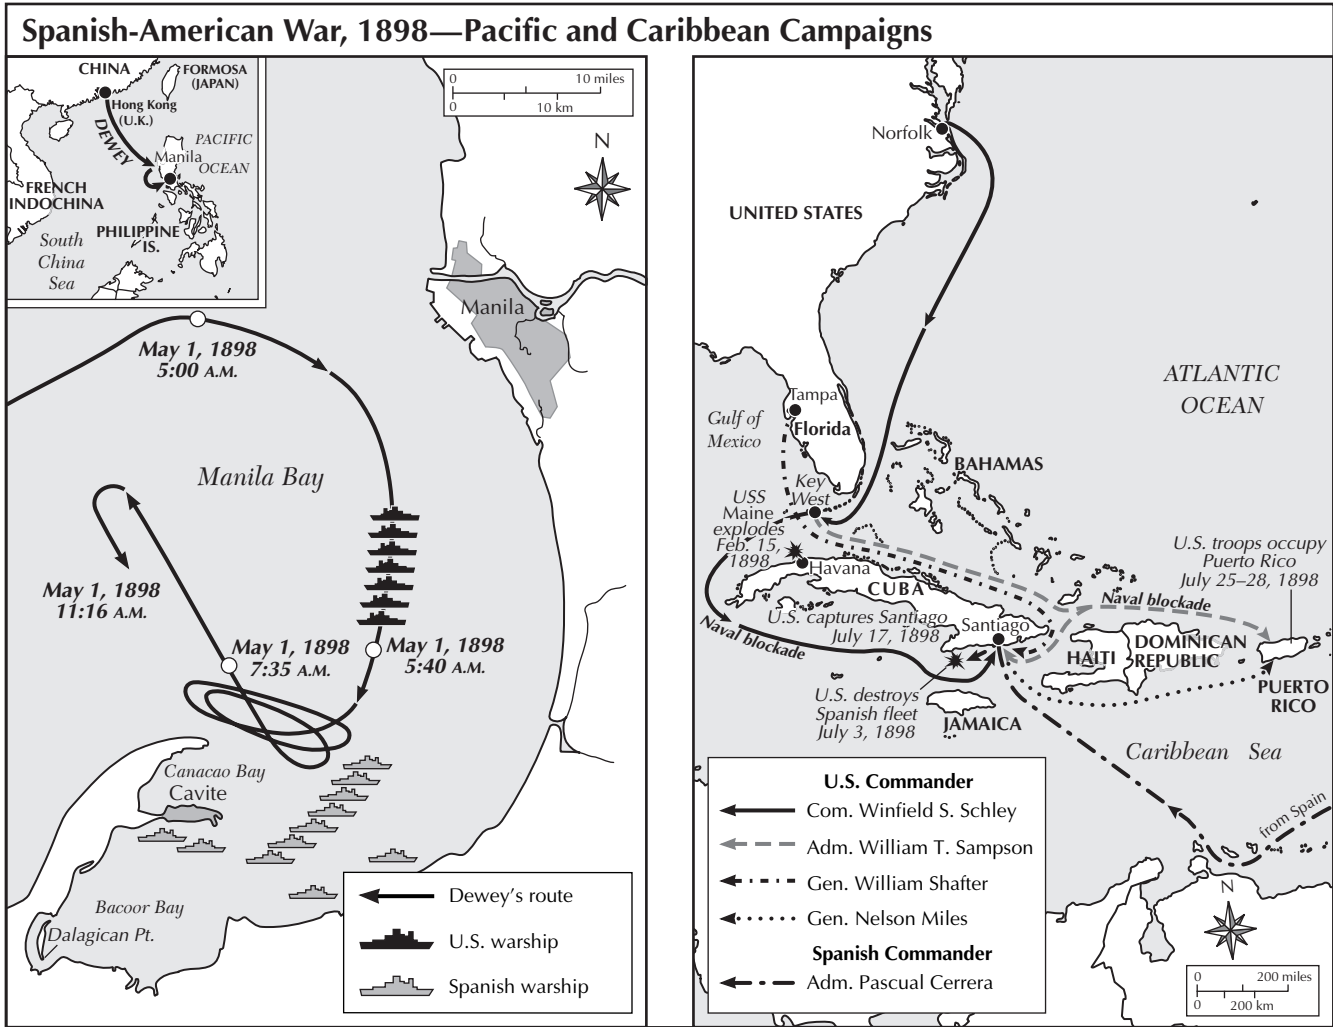 Spanish-American War, 1898—Pacific and Caribbean Campaigns
CHINA
FORMOSA
(JAPAN)
Hong Kong
(U.K.)
DEWEY
PACIFIC
OCEAN
Manila
FRENCH
INDOCHINA
PHILIPPINE
IS.
South
China
Sea
0
10 miles
0
10 km
N
Manila
May 1, 1898
5:00 A.M.
Manila Bay
May 1, 1898
11:16 A.M.
May 1, 1898
7:35 A.M.
May 1, 1898
5:40 A.M.
Canacao Bay
Cavite
Bacoor Bay
Dalagican Pt.
Dewey's route
U.S. warship
Spanish warship
Norfolk
UNITED STATES
ATLANTIC
OCEAN
Tampa
Florida
Gulf of
Mexico
BAHAMAS
Key
West
USS
Maine
explodes
Feb. 15,
1898
Havana
CUBA
U.S. troops occupy
Puerto Rico
July 25–28, 1898
Naval blockade
U.S. captures Santiago
July 17, 1898
Santiago
Naval blockade
HAITI
DOMINICAN
REPUBLIC
PUERTO
RICO
U.S. destroys
Spanish fleet
July 3, 1898
JAMAICA
Caribbean Sea
from Spain
U.S. Commander
Com. Winfield S. Schley
Adm. William T. Sampson
Gen. William Shafter
Gen. Nelson Miles
Spanish Commander
Adm. Pascual Cerrera
N
0
200 miles
0
200 km